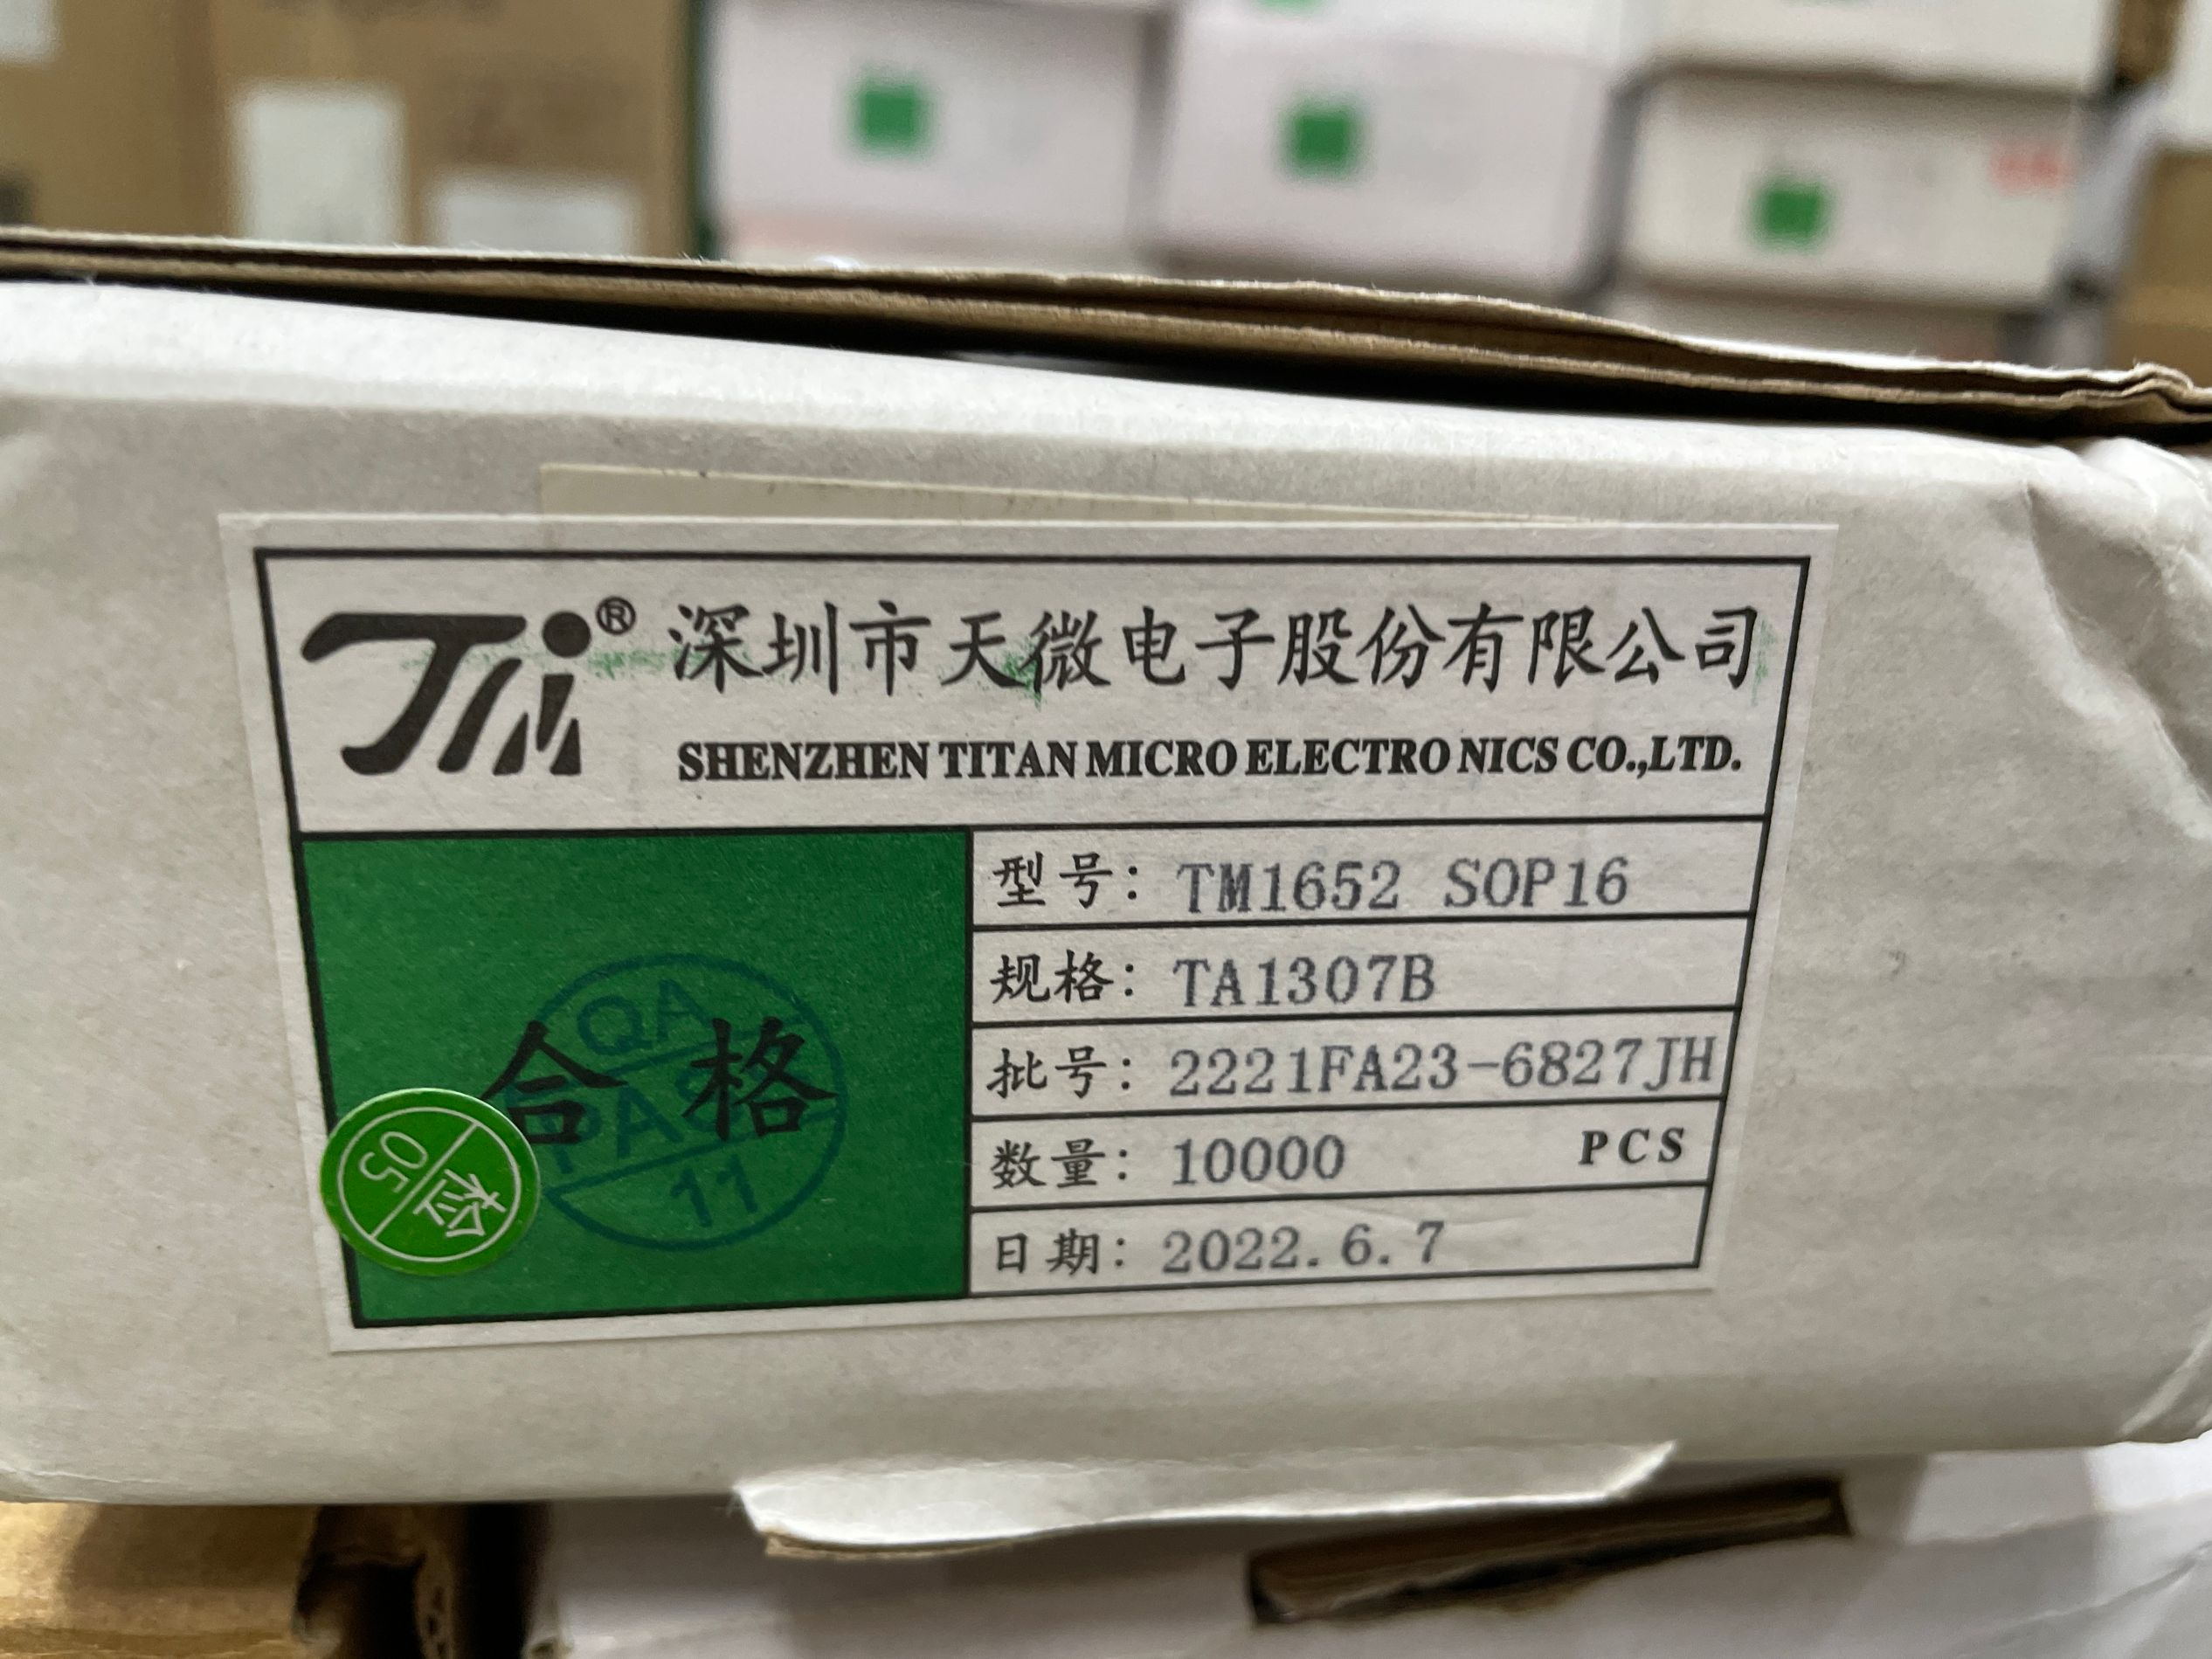 TM® 深圳市天微电子股份有限公司
SHENZHEN TITAN MICRO ELECTRONICS CO.,LTD.
合格
QA
PASS
11
检
05
型号: TM1652 SOP16
规格: TA1307B
批号: 2221FA23-6827JH
数量: 10000 PCS
日期: 2022.6.7